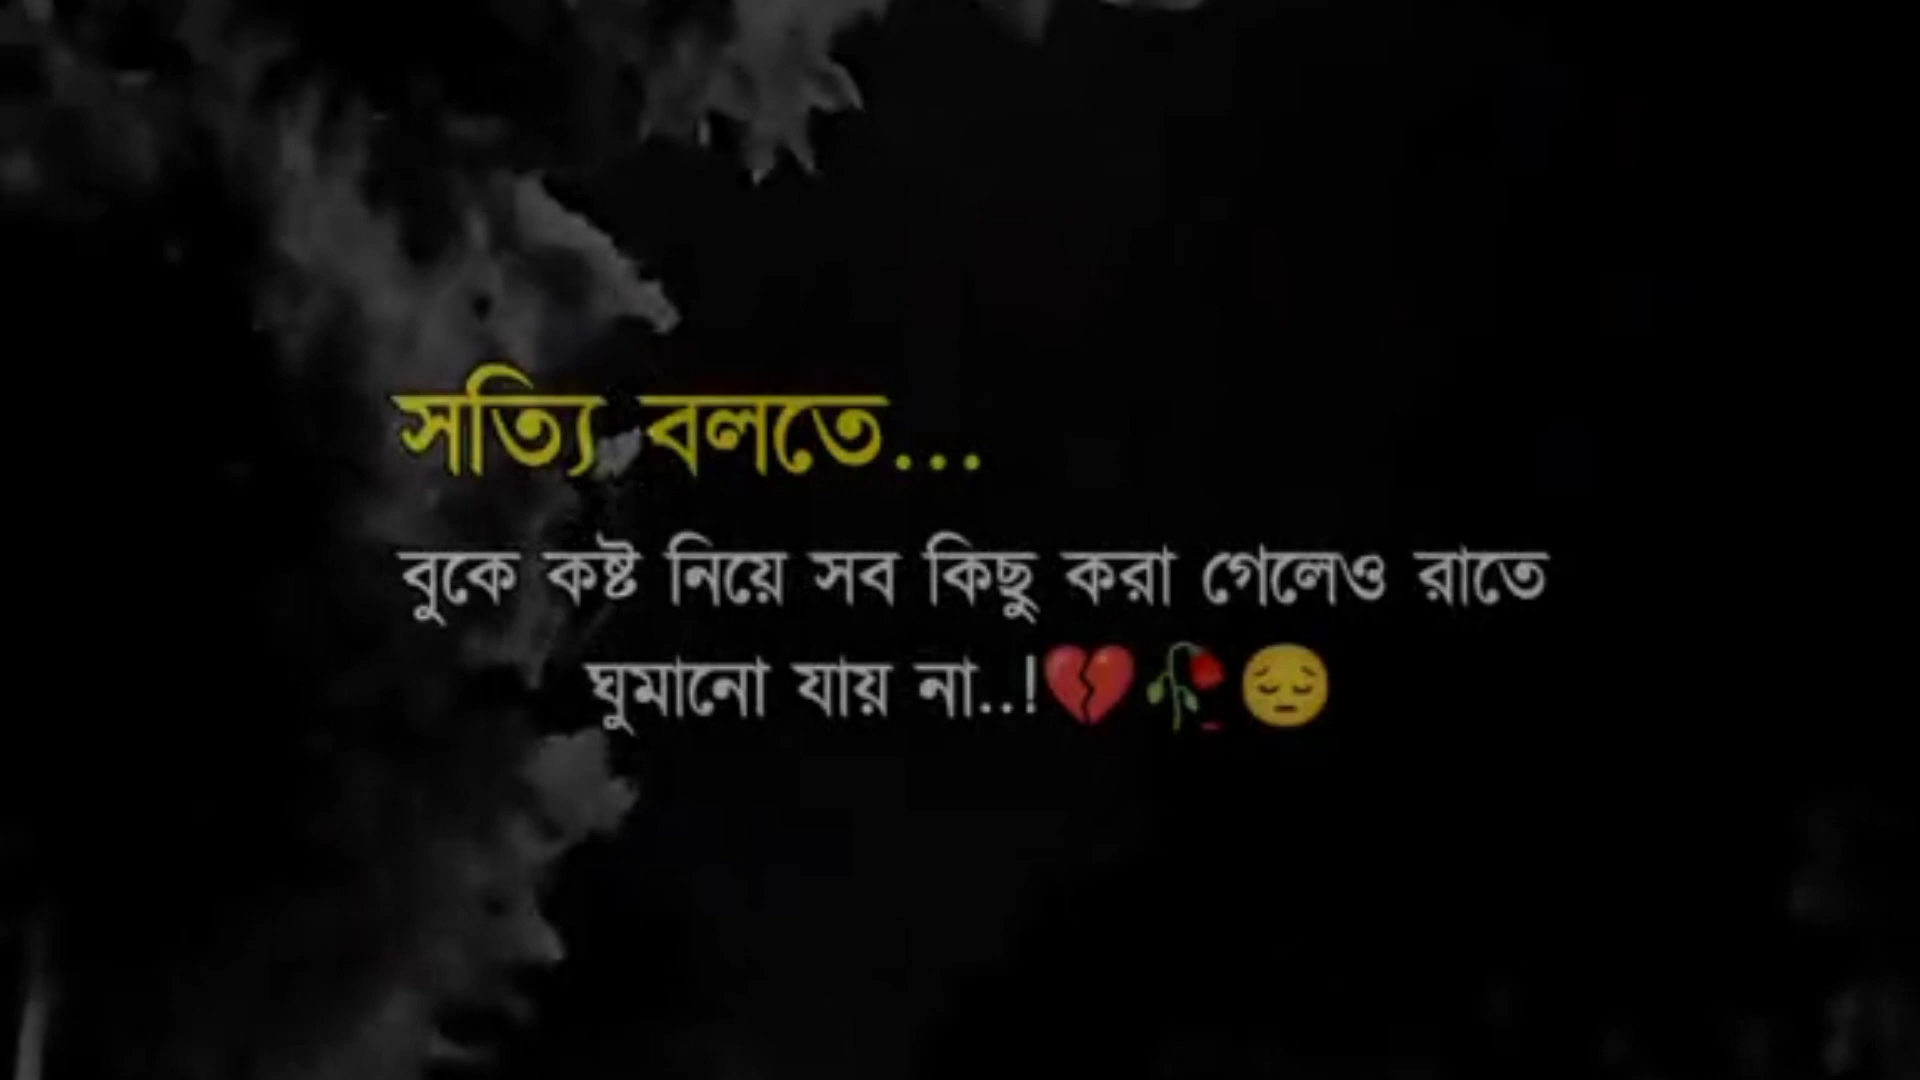 সত্যি বলতে...
বুকে কষ্ট নিয়ে সব কিছু করা গেলেও রাতে
ঘুমানো যায় না..!💔🥀😔